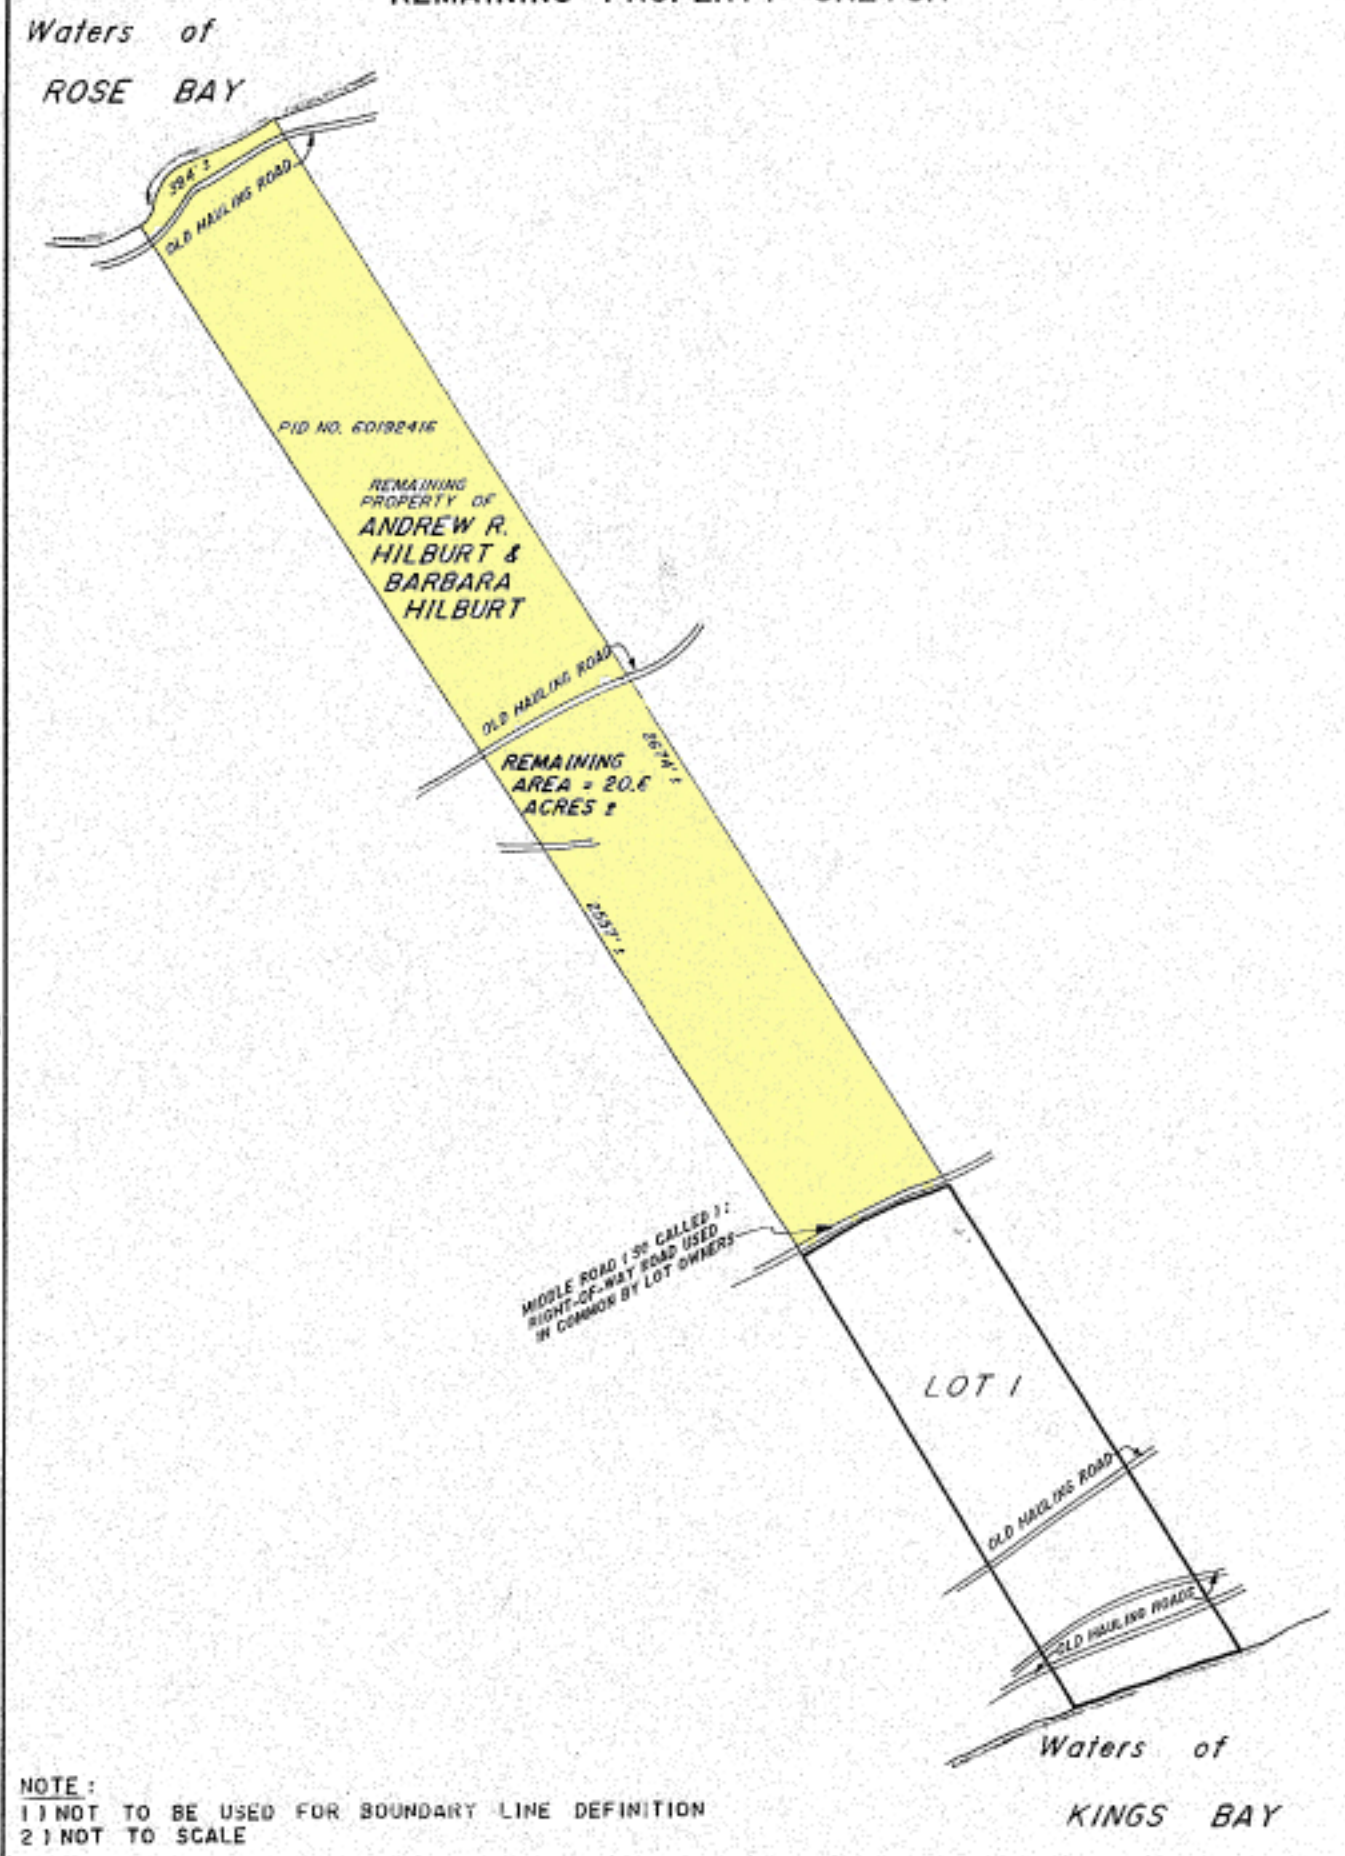 Waters of
ROSE BAY
394' ±
OLD HAULING ROAD
PID NO. 60192416
REMAINING
PROPERTY OF
ANDREW R.
HILBURT &
BARBARA
HILBURT
OLD HAULING ROAD
2674' ±
REMAINING
AREA = 20.6
ACRES ±
2557' ±
MIDDLE ROAD (SO CALLED):
RIGHT-OF-WAY ROAD USED
IN COMMON BY LOT OWNERS
LOT 1
OLD HAULING ROAD
OLD HAULING ROADS
Waters of
KINGS BAY
NOTE:
1) NOT TO BE USED FOR BOUNDARY LINE DEFINITION
2) NOT TO SCALE